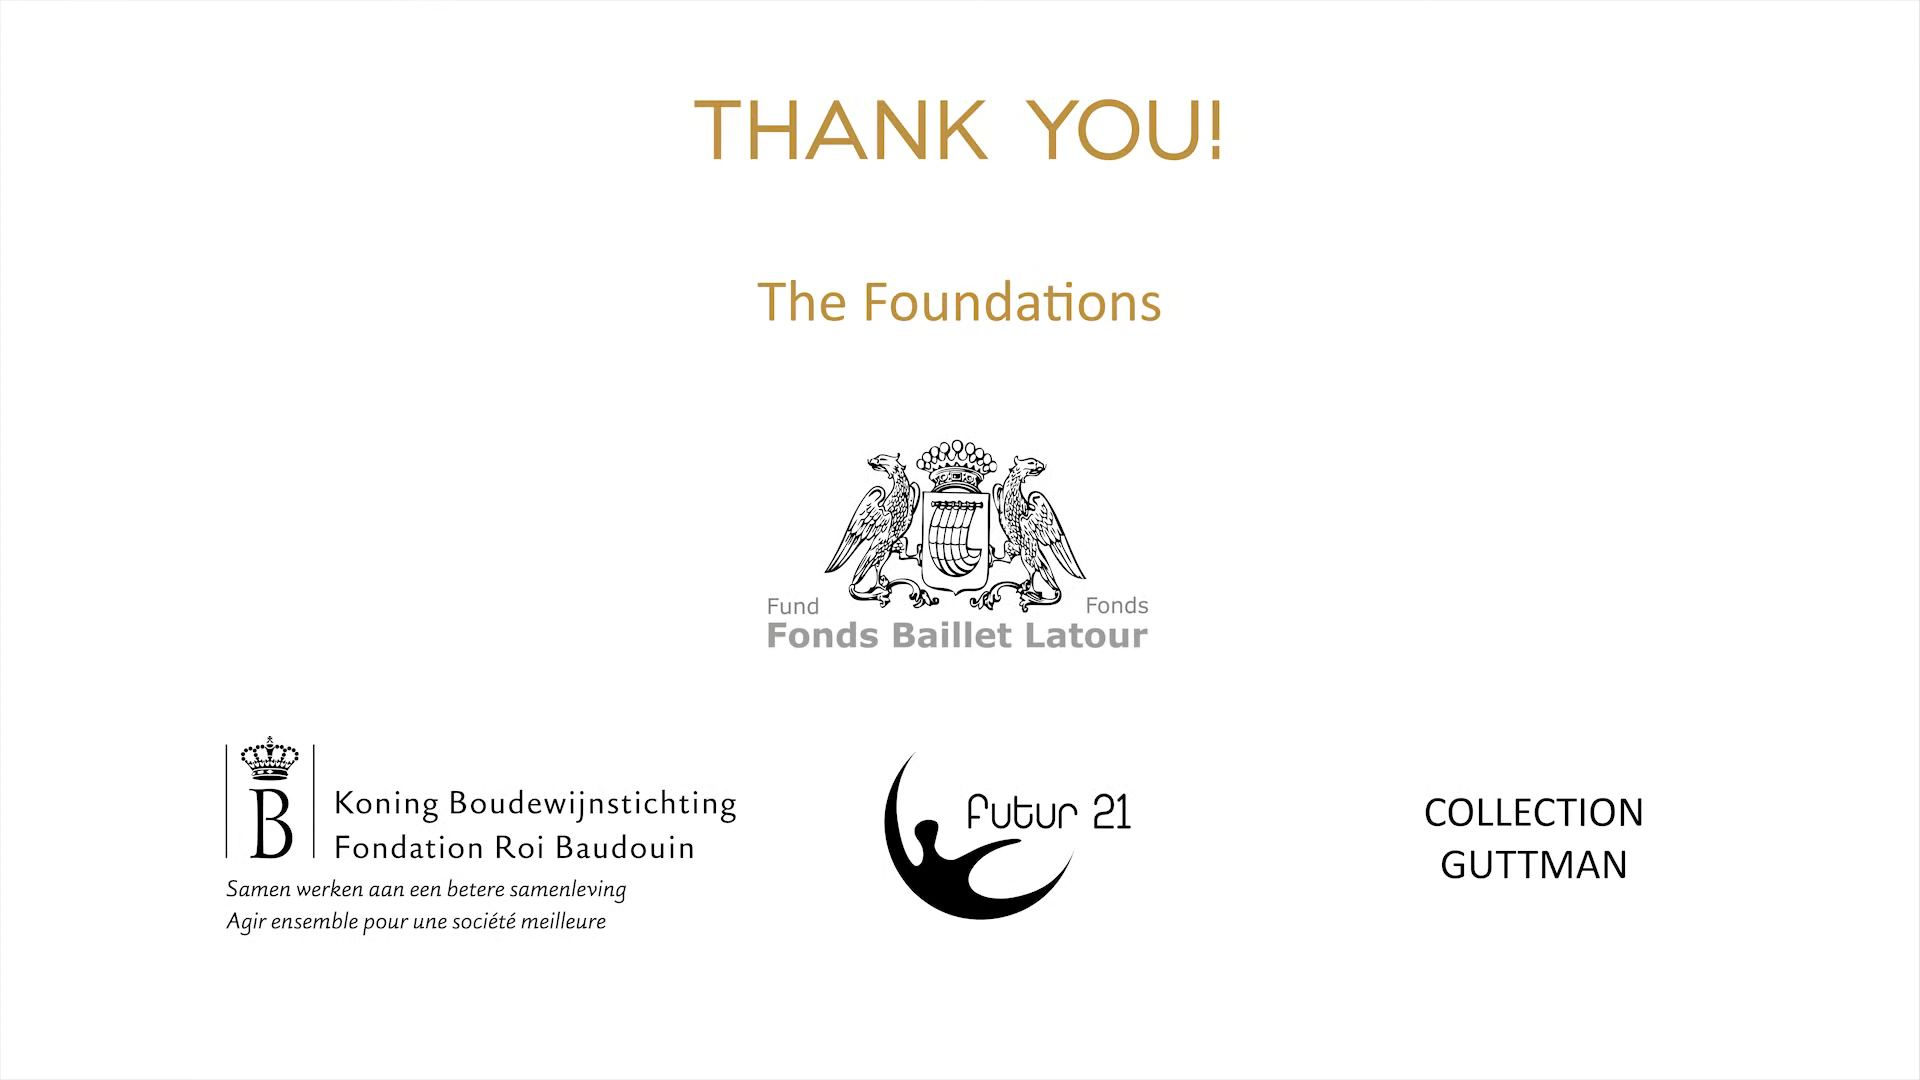 THANK YOU!
The Foundations
Fund Fonds
Fonds Baillet Latour
B
Koning Boudewijnstichting
Fondation Roi Baudouin
Samen werken aan een betere samenleving
Agir ensemble pour une société meilleure
Futur 21
COLLECTION
GUTTMAN